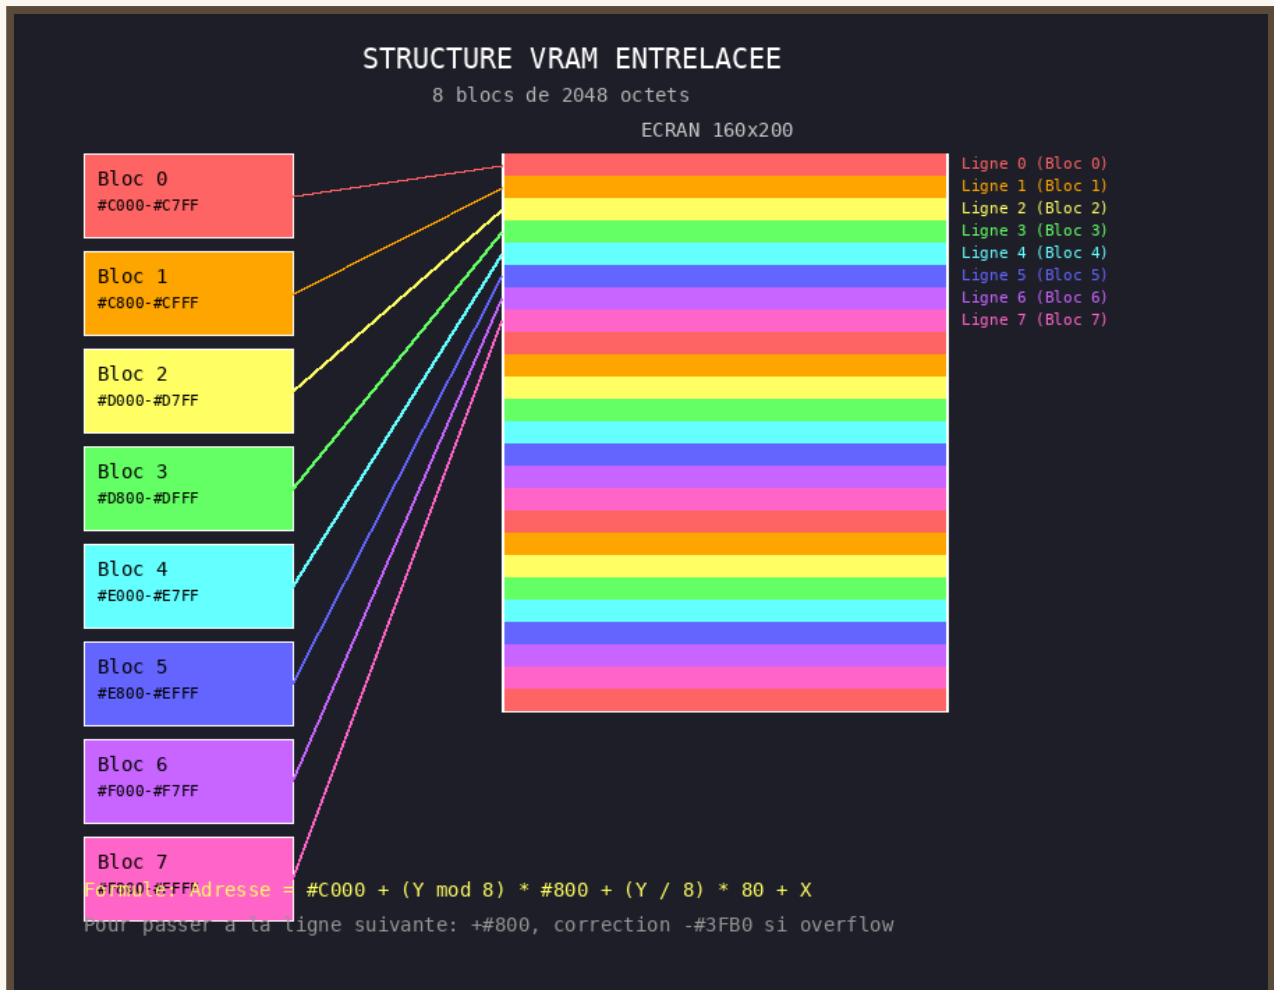 STRUCTURE VRAM ENTRELACEE
8 blocs de 2048 octets
ECRAN 160x200
Bloc 0
#C000-#C7FF
Bloc 1
#C800-#CFFF
Bloc 2
#D000-#D7FF
Bloc 3
#D800-#DFFF
Bloc 4
#E000-#E7FF
Bloc 5
#E800-#EFFF
Bloc 6
#F000-#F7FF
Bloc 7
#F800-#FFFF
Ligne 0 (Bloc 0)
Ligne 1 (Bloc 1)
Ligne 2 (Bloc 2)
Ligne 3 (Bloc 3)
Ligne 4 (Bloc 4)
Ligne 5 (Bloc 5)
Ligne 6 (Bloc 6)
Ligne 7 (Bloc 7)
Formule: Adresse = #C000 + (Y mod 8) * #800 + (Y / 8) * 80 + X
Pour passer a la ligne suivante: +#800, correction -#3FB0 si overflow